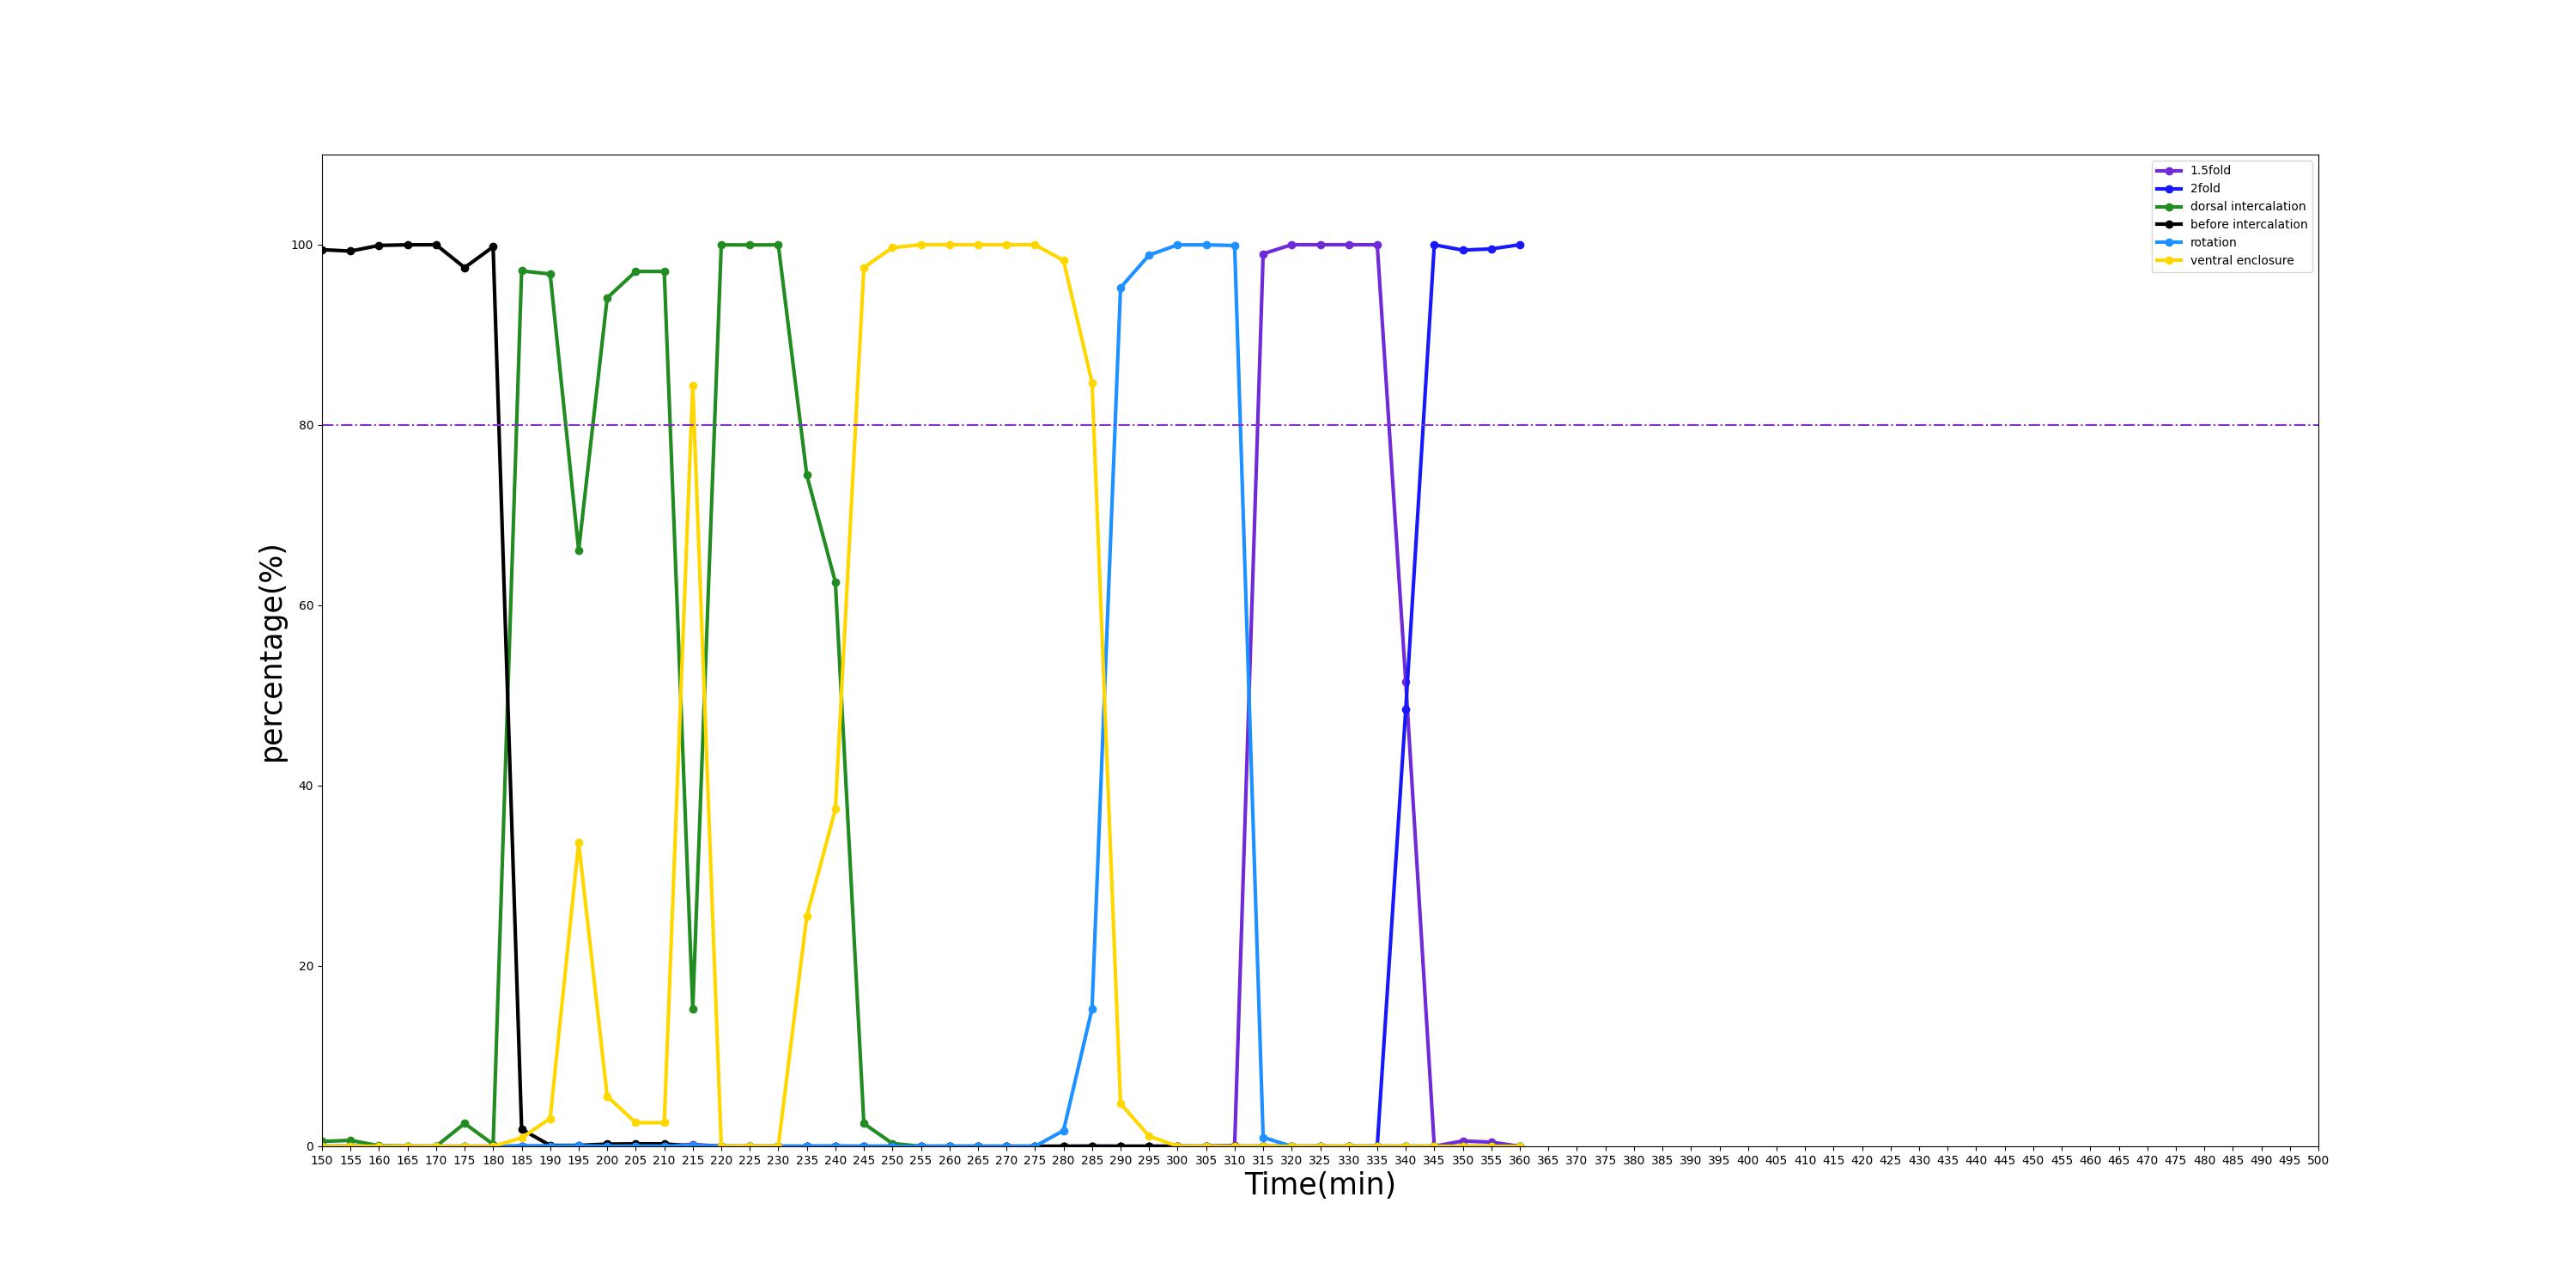 1.5fold
2fold
dorsal intercalation
before intercalation
rotation
ventral enclosure
100
80
60
40
20
0
percentage(%)
150 155 160 165 170 175 180 185 190 195 200 205 210 215 220 225 230 235 240 245 250 255 260 265 270 275 280 285 290 295 300 305 310 315 320 325 330 335 340 345 350 355 360 365 370 375 380 385 390 395 400 405 410 415 420 425 430 435 440 445 450 455 460 465 470 475 480 485 490 495 500
Time(min)